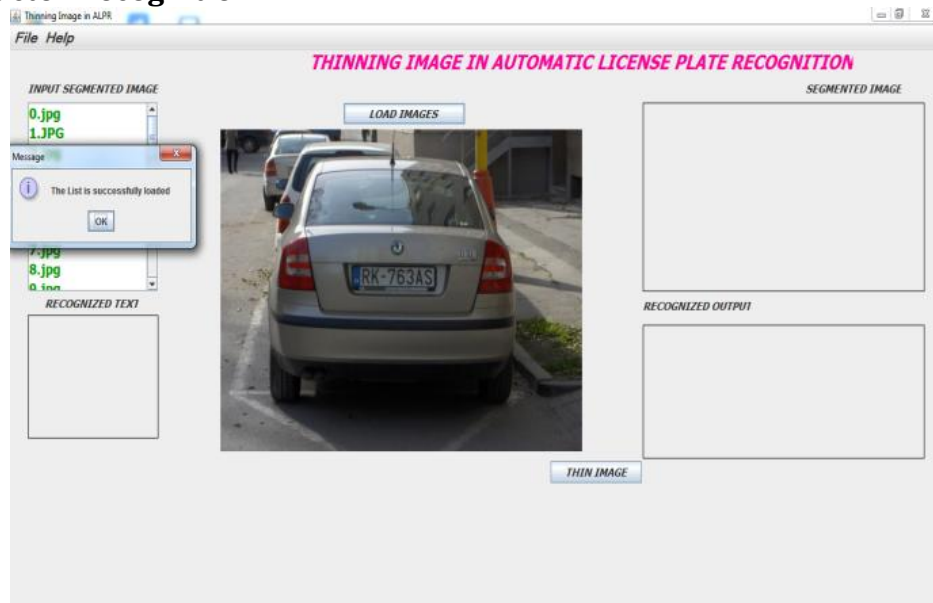 Thinning Image in ALPR
File Help
THINNING IMAGE IN AUTOMATIC LICENSE PLATE RECOGNITION
INPUT SEGMENTED IMAGE
SEGMENTED IMAGE
LOAD IMAGES
0.jpg
1.JPG
Message
The List is successfully loaded
OK
RK-763AS
7.jpg
8.jpg
9.jpg
RECOGNIZED TEXT
RECOGNIZED OUTPUT
THIN IMAGE